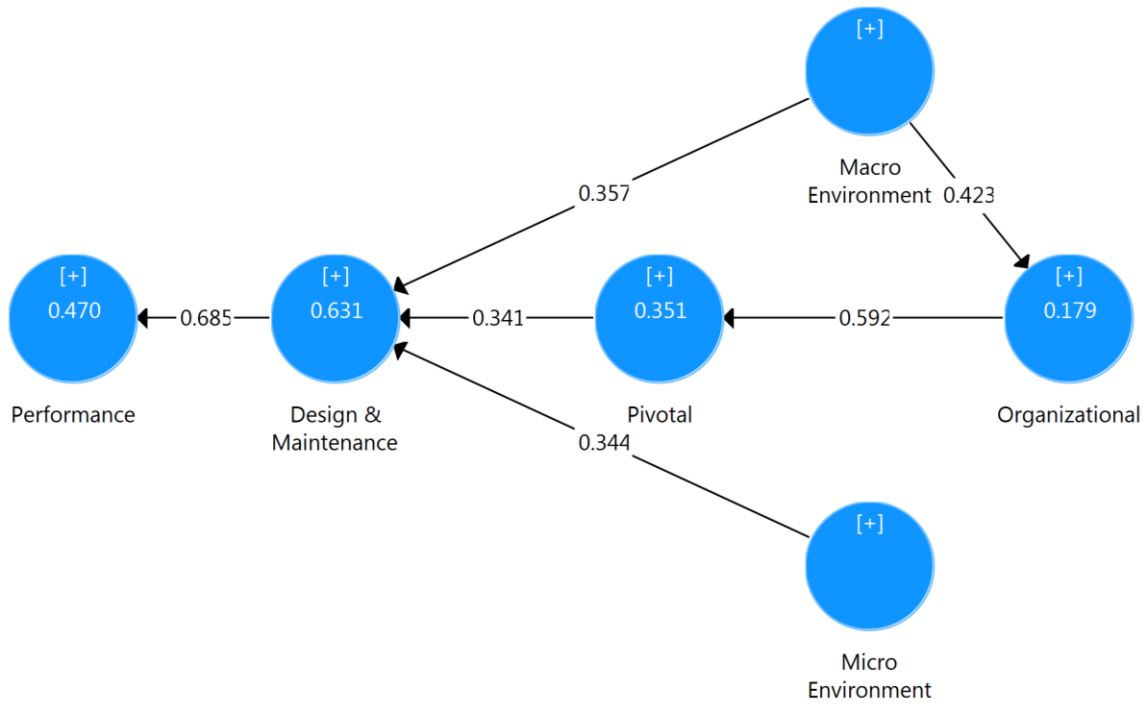 [+]
Macro
Environment
0.357
0.423
[+]
0.470
Performance
0.685
[+]
0.631
Design &
Maintenance
0.341
[+]
0.351
Pivotal
0.592
[+]
0.179
Organizational
0.344
[+]
Micro
Environment